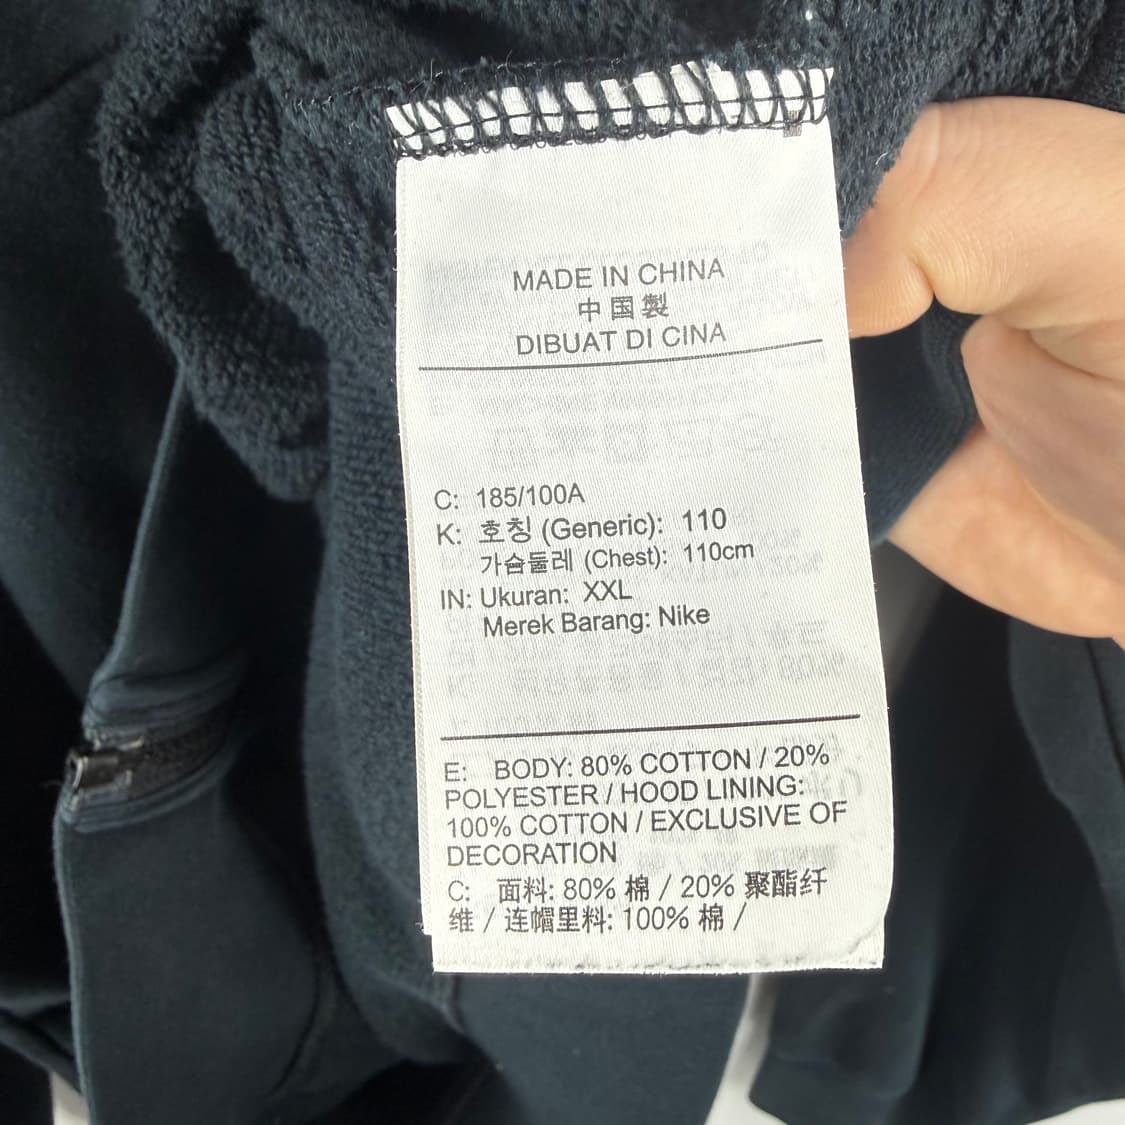 MADE IN CHINA
中国製
DIBUAT DI CINA
C: 185/100A
K: 호칭 (Generic): 110
가슴둘레 (Chest): 110cm
IN: Ukuran: XXL
Merek Barang: Nike
E: BODY: 80% COTTON / 20%
POLYESTER / HOOD LINING:
100% COTTON / EXCLUSIVE OF
DECORATION
C: 面料: 80% 棉 / 20% 聚酯纤
维 / 连帽里料: 100% 棉 /